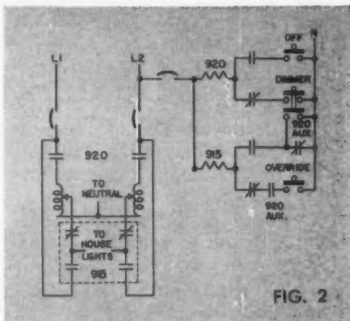 N
OFF
L1
L2
920
DIMMER
920
920
AUX
915
TO
NEUTRAL
OVERRIDE
TO
HOUSE
LIGHTS
920
AUX.
915
FIG. 2